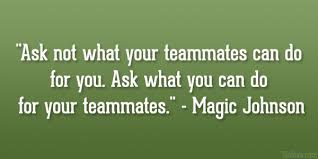 "Ask not what your teammates can do
for you. Ask what you can do
for your teammates." - Magic Johnson